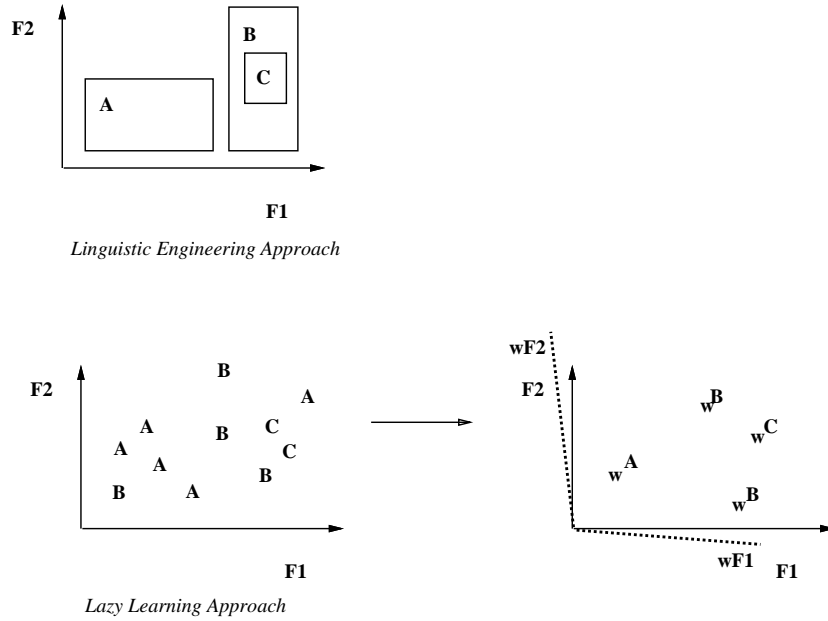 F2
B
C
A
F1
Linguistic Engineering Approach
wF2
B
F2
F2
A
wB
B
C
wC
A
A
C
wA
A
B
B
A
wB
wF1
F1
F1
Lazy Learning Approach